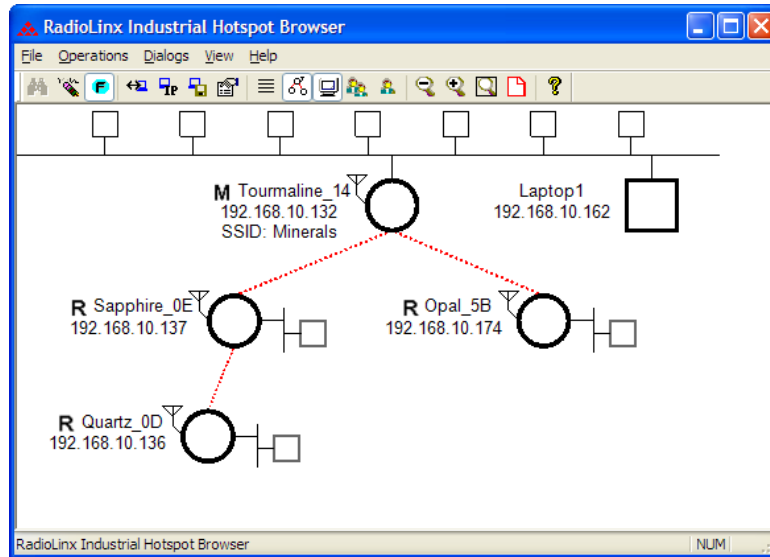 RadioLinx Industrial Hotspot Browser
File Operations Dialogs View Help
F IP ?
M Tourmaline_14
192.168.10.132
SSID: Minerals
Laptop1
192.168.10.162
R Sapphire_0E
192.168.10.137
R Opal_5B
192.168.10.174
R Quartz_0D
192.168.10.136
RadioLinx Industrial Hotspot Browser NUM